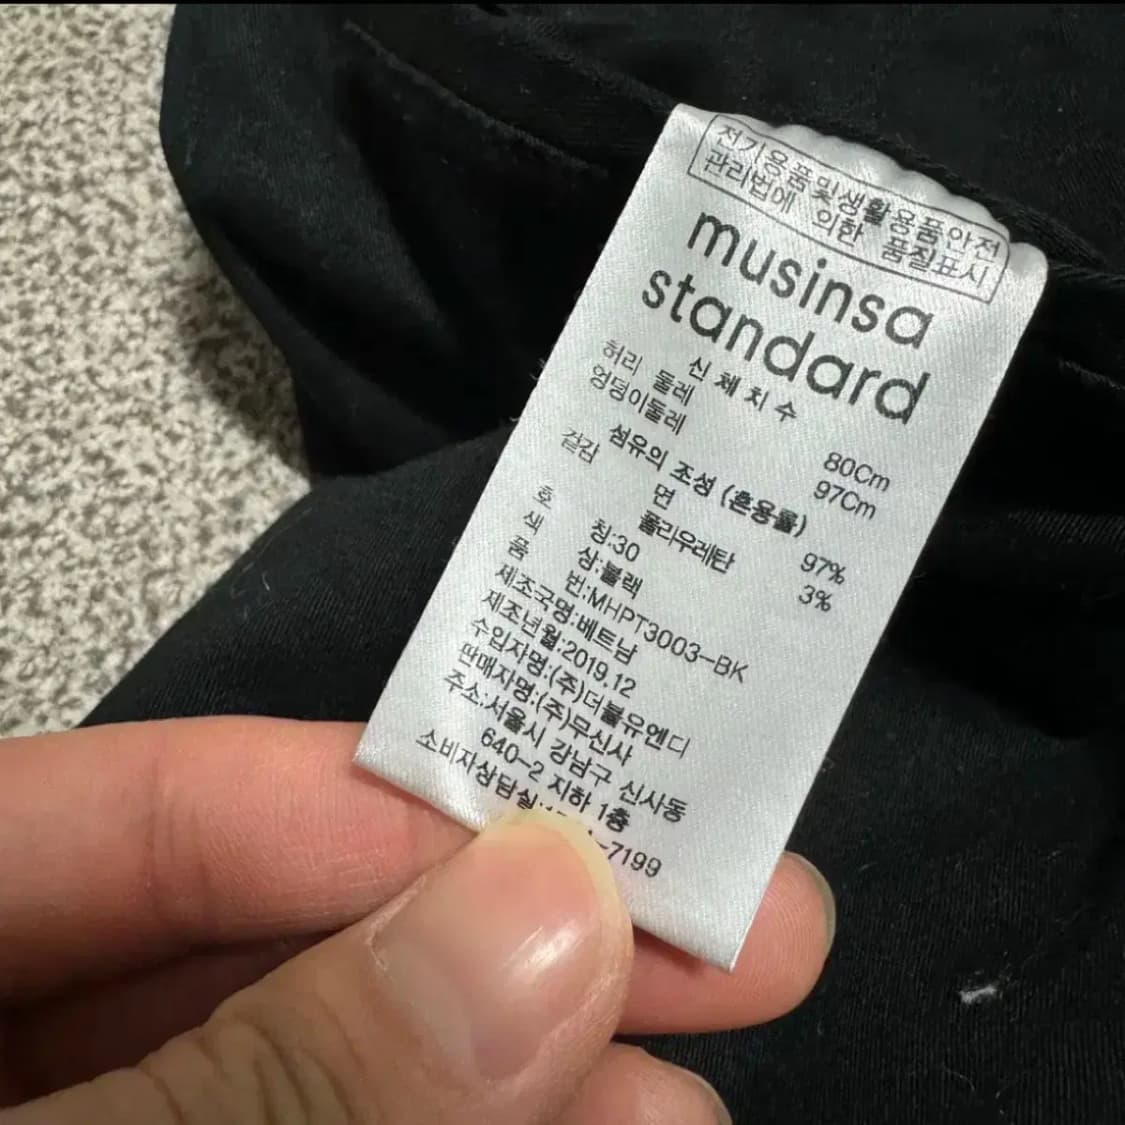 전기용품및생활용품안전
관리법에 의한 품질표시
musinsa
standard
신 체 치 수
허리 둘레 80Cm
엉덩이둘레 97Cm
섬유의 조성 (혼용률)
겉감 면 97%
폴리우레탄 3%
호 칭:30
색 상:블랙
품 번:MHPT3003-BK
제조국명:베트남
제조년월:2019.12
수입자명:(주)더블유엔디
판매자명:(주)무신사
주소:서울시 강남구 신사동
640-2 지하 1층
소비자상담실: -7199